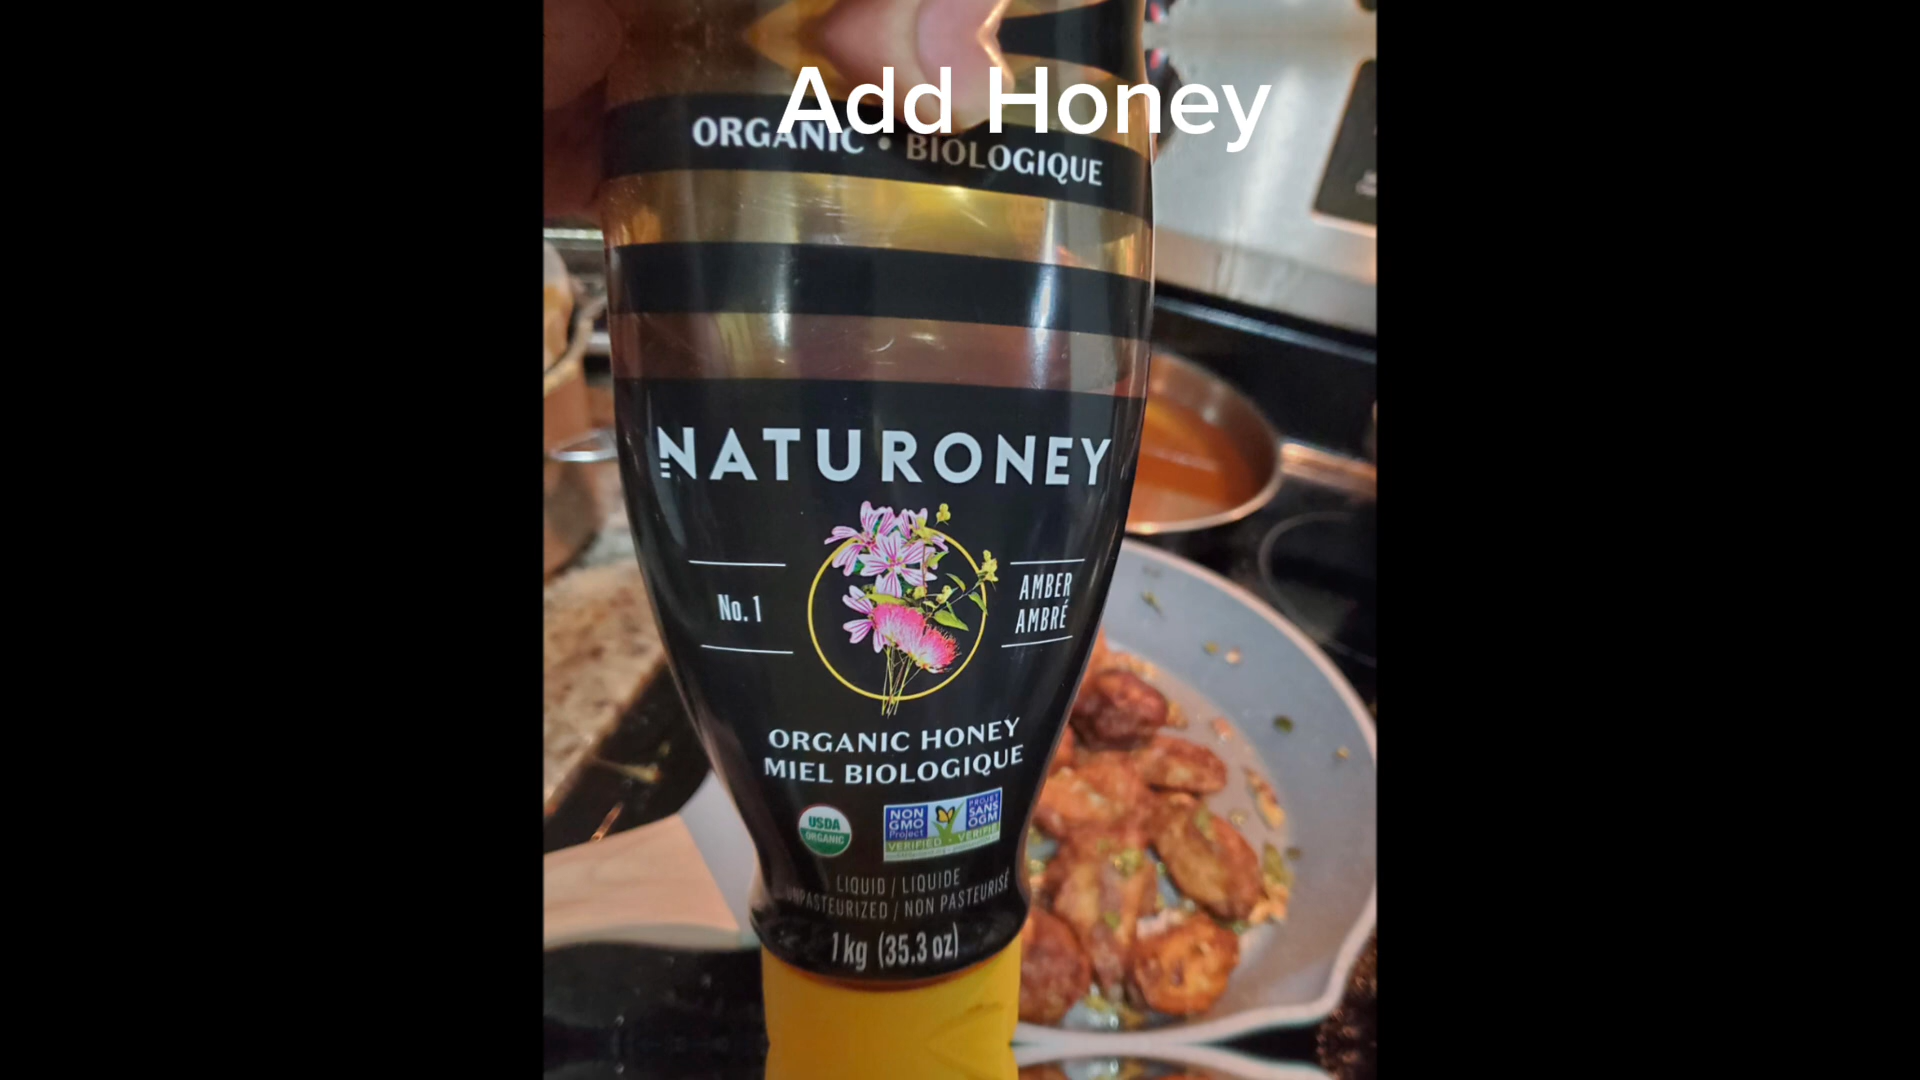 Add Honey
ORGANIC • BIOLOGIQUE
NATURONEY
No. 1
AMBER
AMBRÉ
ORGANIC HONEY
MIEL BIOLOGIQUE
USDA
ORGANIC
NON
GMO
Project
PROJET
SANS
OGM
VERIFIED • VERIFIÉ
LIQUID / LIQUIDE
UNPASTEURIZED / NON PASTEURISÉ
1 kg (35.3 oz)